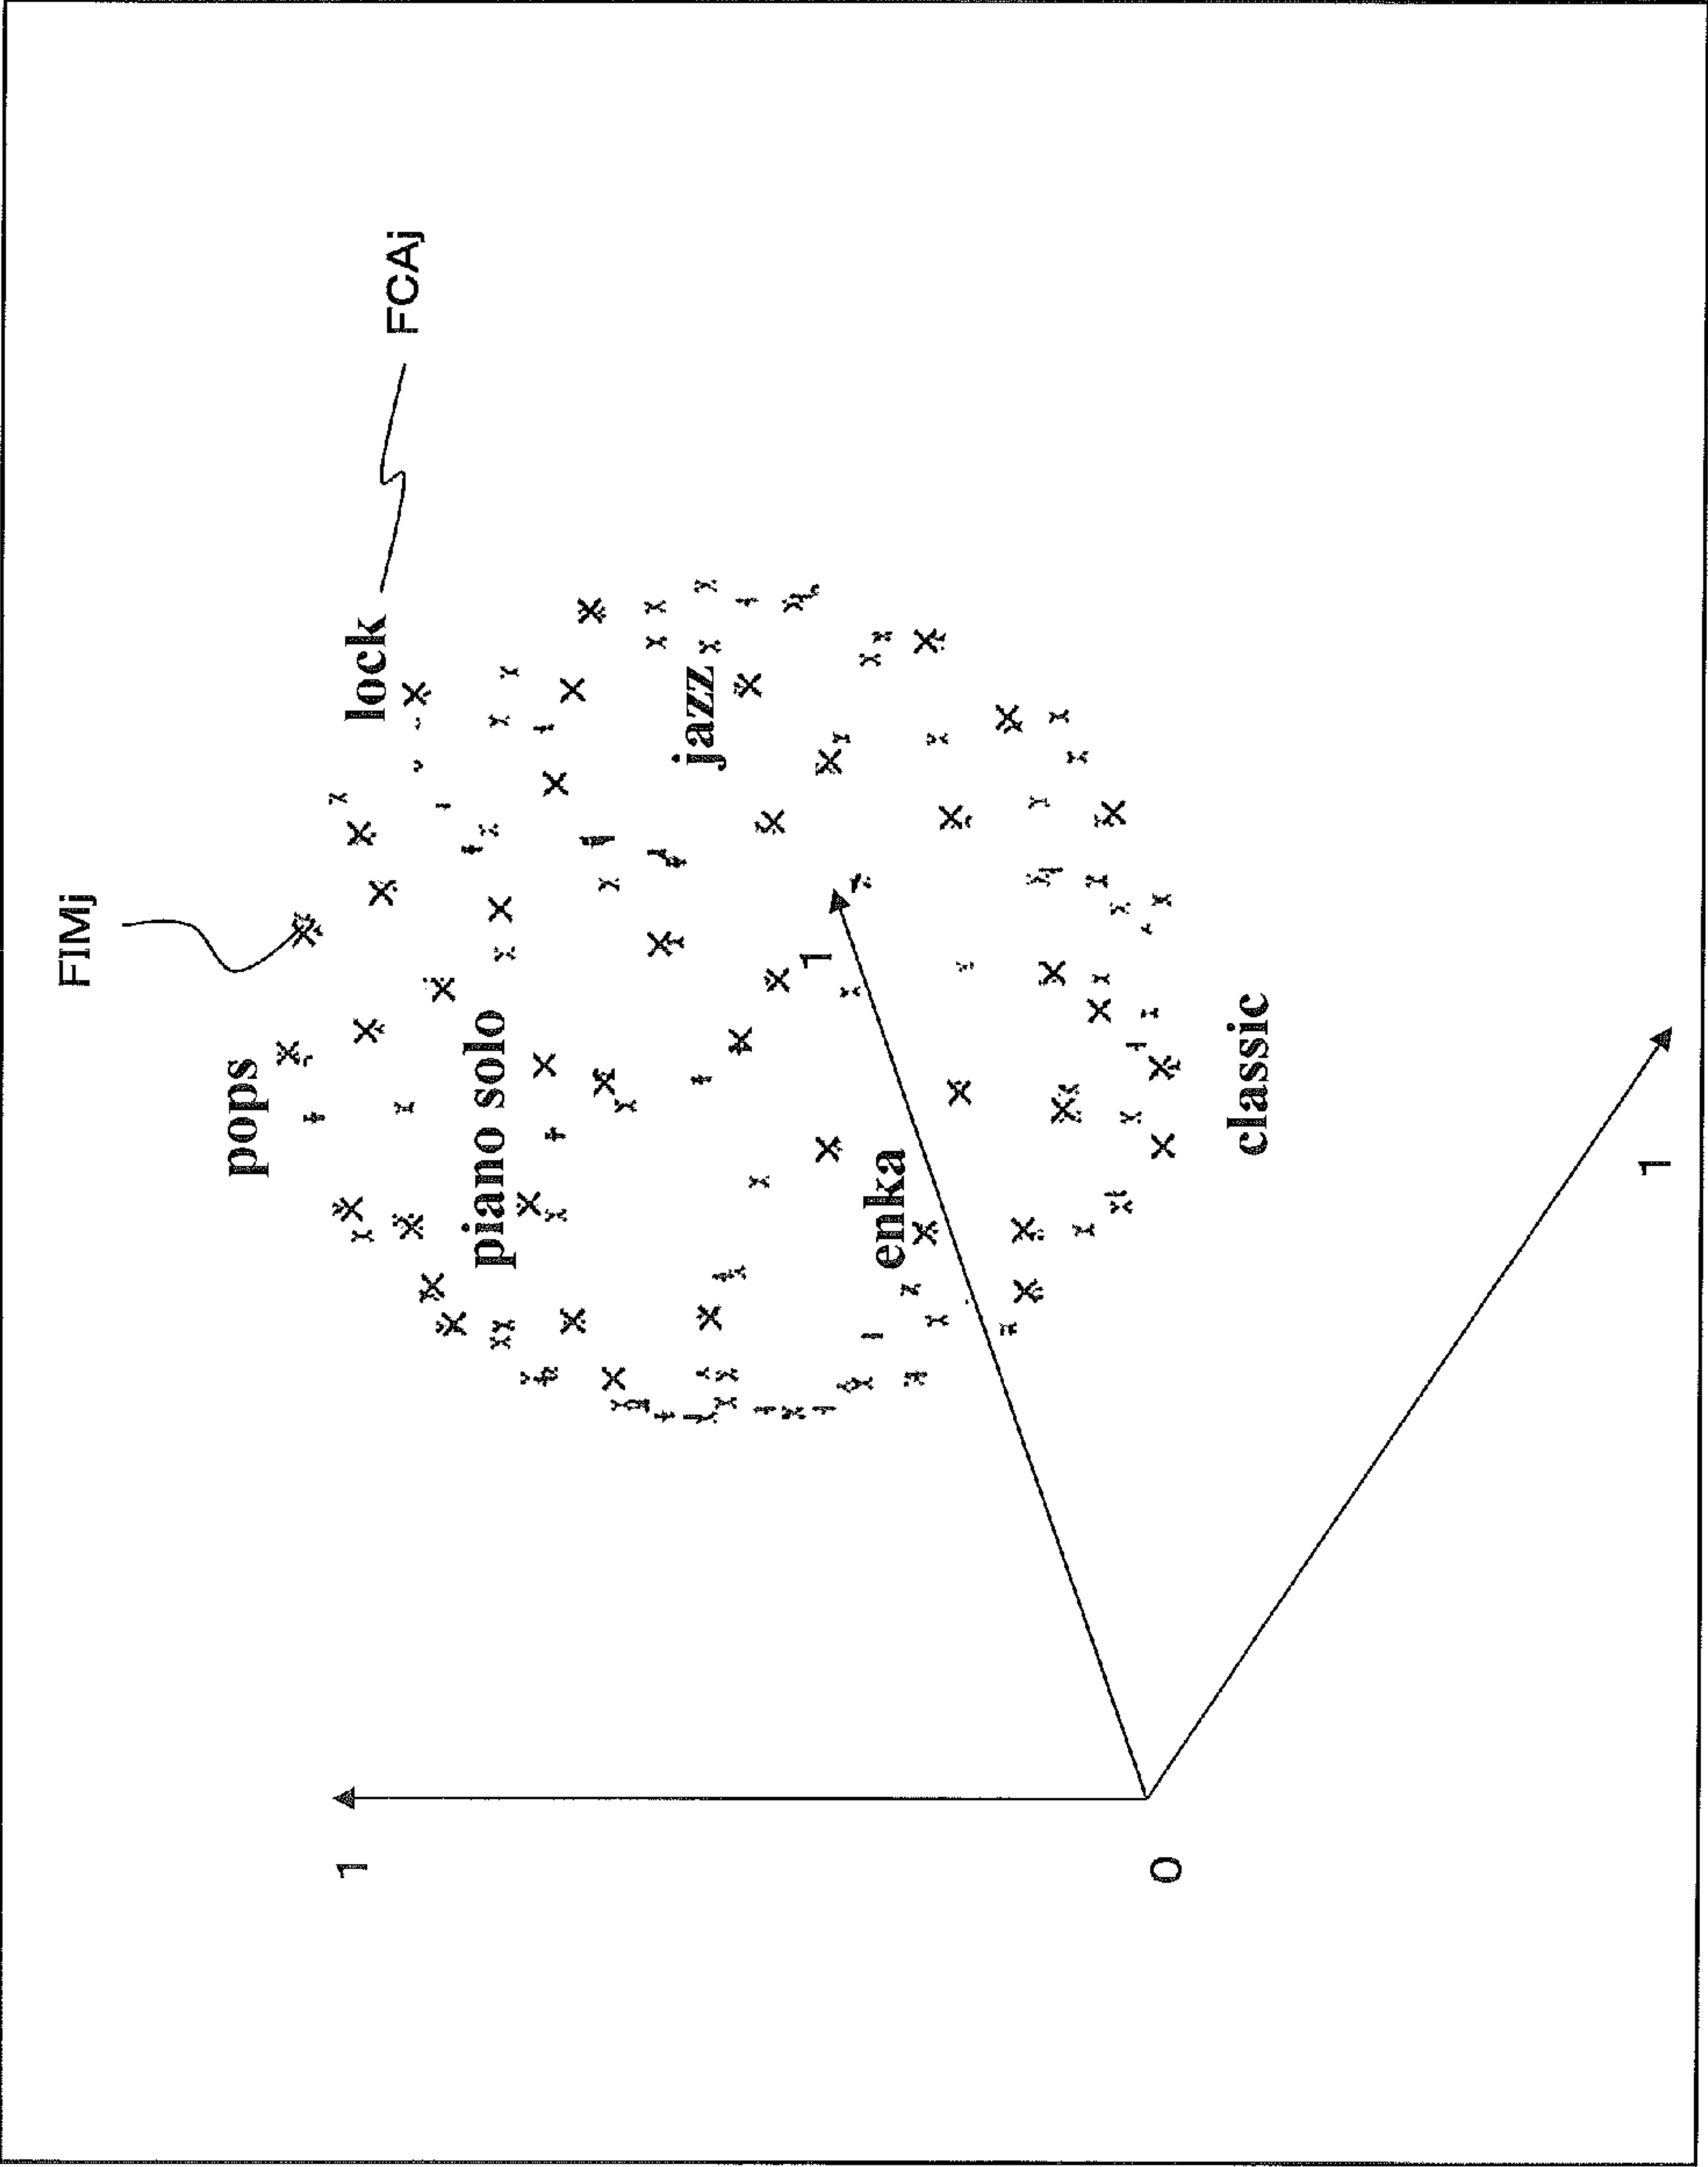 FIMj
pops
1
lock
FCAj
piano solo
jazz
1
enka
0
classic
1